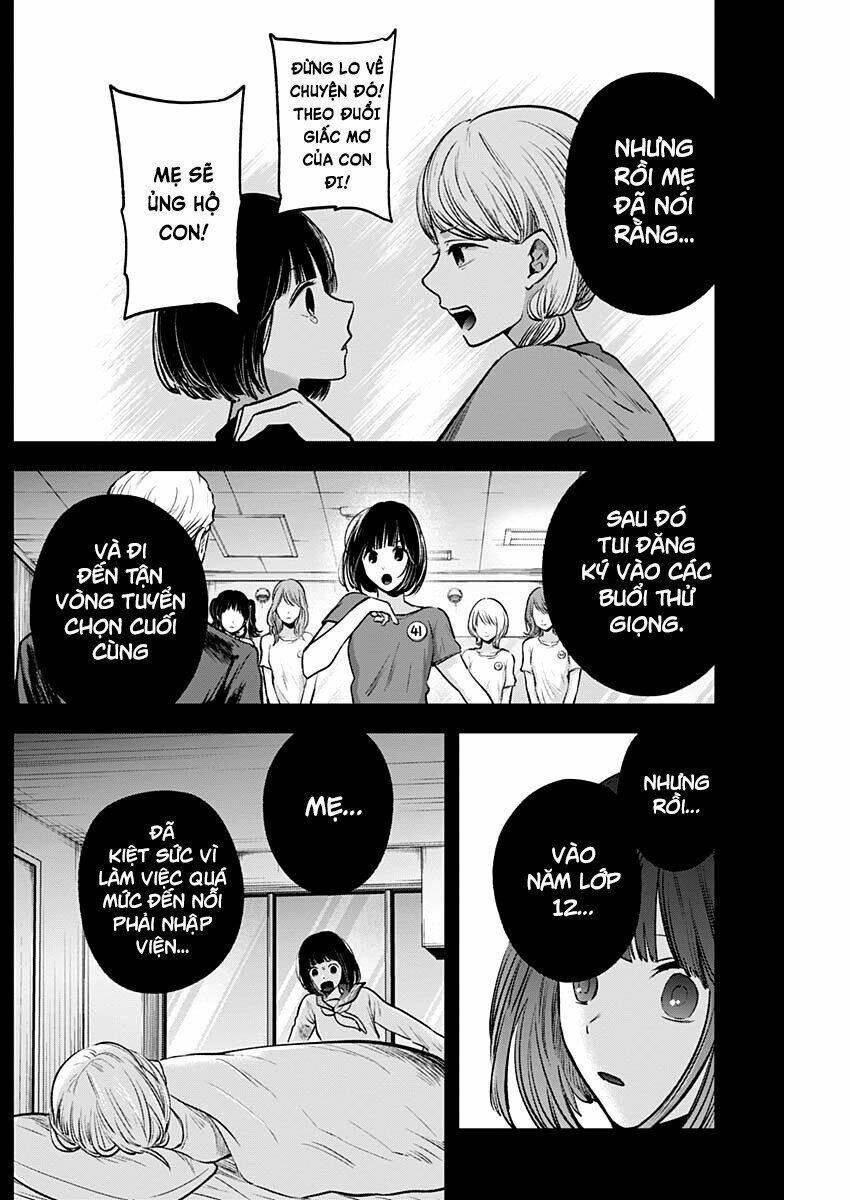 NHƯNG
RỒI MẸ
ĐÃ NÓI
RẰNG...
ĐỪNG LO VỀ
CHUYỆN ĐÓ!
THEO ĐUỔI
GIẤC MƠ
CỦA CON
ĐI!
MẸ SẼ
ỦNG HỘ
CON!
SAU ĐÓ
TUI ĐĂNG
KÝ VÀO CÁC
BUỔI THỬ
GIỌNG.
41
VÀ ĐI
ĐẾN TẬN
VÒNG TUYỂN
CHỌN CUỐI
CÙNG
NHƯNG
RỒI...
VÀO
NĂM LỚP
12...
MẸ...
ĐÃ
KIỆT SỨC VÌ
LÀM VIỆC QUÁ
MỨC ĐẾN NỖI
PHẢI NHẬP
VIỆN...